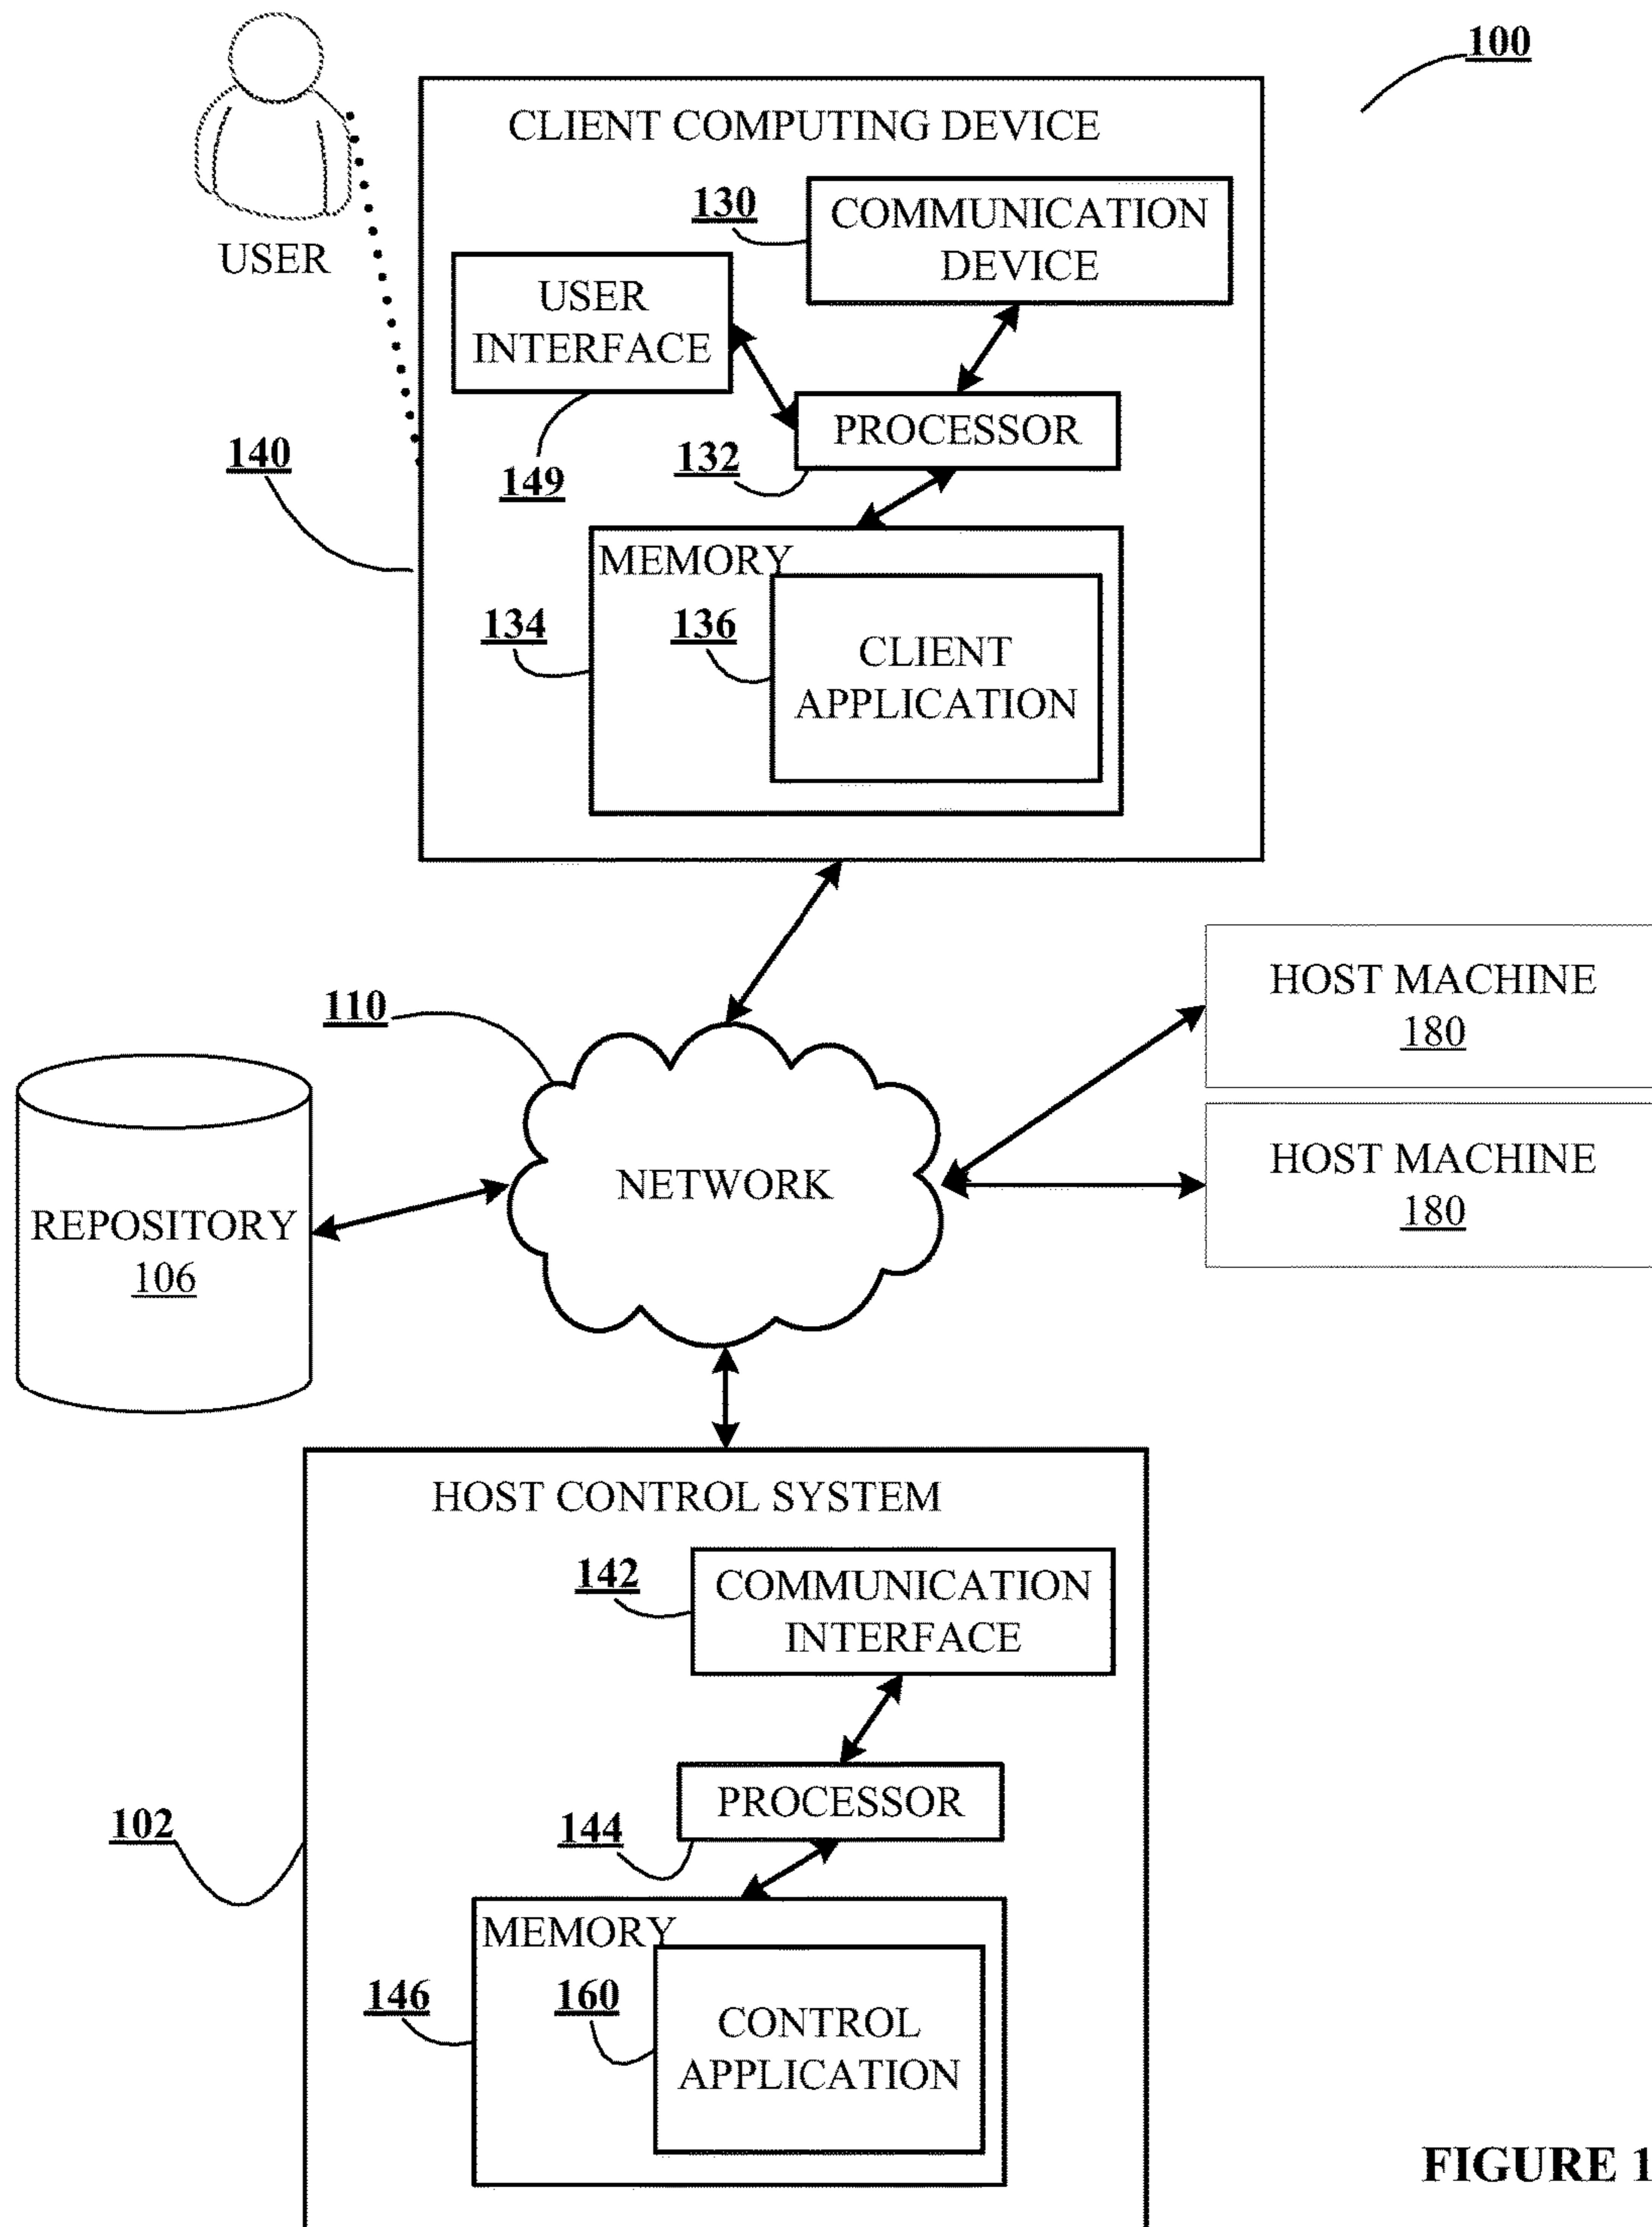 100
CLIENT COMPUTING DEVICE
130
COMMUNICATION
DEVICE
USER
USER
INTERFACE
PROCESSOR
140
149
132
MEMORY
134
136
CLIENT
APPLICATION
HOST MACHINE
180
110
HOST MACHINE
180
NETWORK
REPOSITORY
106
HOST CONTROL SYSTEM
142
COMMUNICATION
INTERFACE
PROCESSOR
102
144
MEMORY
146
160
CONTROL
APPLICATION
FIGURE 1